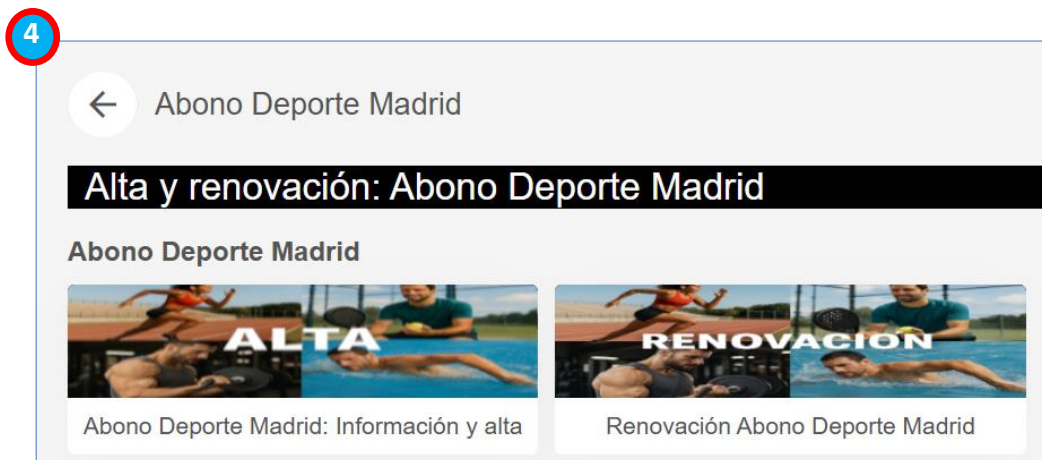 4
Abono Deporte Madrid
Alta y renovación: Abono Deporte Madrid
Abono Deporte Madrid
ALTA
RENOVACION
Abono Deporte Madrid: Información y alta
Renovación Abono Deporte Madrid